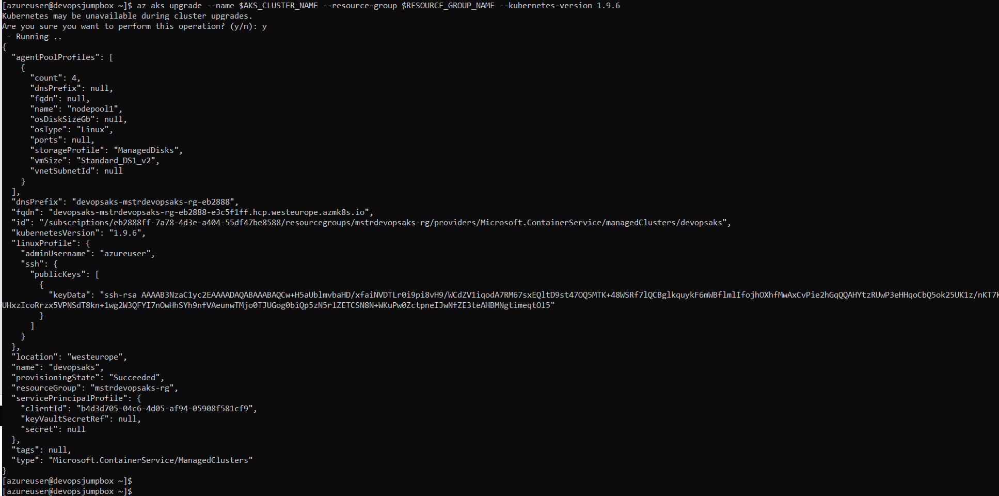 [azureuser@devopsjumpbox ~]$ az aks upgrade --name $AKS_CLUSTER_NAME --resource-group $RESOURCE_GROUP_NAME --kubernetes-version 1.9.6
Kubernetes may be unavailable during cluster upgrades.
Are you sure you want to perform this operation? (y/n): y
 - Running ..
{
  "agentPoolProfiles": [
    {
      "count": 4,
      "dnsPrefix": null,
      "fqdn": null,
      "name": "nodepool1",
      "osDiskSizeGb": null,
      "osType": "Linux",
      "ports": null,
      "storageProfile": "ManagedDisks",
      "vmSize": "Standard_DS1_v2",
      "vnetSubnetId": null
    }
  ],
  "dnsPrefix": "devopsaks-mstrdevopsaks-rg-eb2888",
  "fqdn": "devopsaks-mstrdevopsaks-rg-eb2888-e3c5f1ff.hcp.westeurope.azmk8s.io",
  "id": "/subscriptions/eb2888ff-7a78-4d3e-a404-55df47be8588/resourcegroups/mstrdevopsaks-rg/providers/Microsoft.ContainerService/managedClusters/devopsaks",
  "kubernetesVersion": "1.9.6",
  "linuxProfile": {
    "adminUsername": "azureuser",
    "ssh": {
      "publicKeys": [
        {
          "keyData": "ssh-rsa AAAAB3NzaC1yc2EAAAADAQABAAABAQCw+H5aUblmvbaHD/xfaiNVDTLr0i9pi8vH9/WCdZV1iqodA7RM67sxEQltD9st47OQ5MTK+48WSRf7lQCBglkquykF6mWBflmlIfojhOXhfMwAxCvPie2hGqQQAHYtzRUwP3eHHqoCbQ5ok25UK1z/nKT7K
UHxzIcoRrzx5VPNSdT8kn+1wg2W3QFYI7nOwHhSYh9nfVAeunwTMjo0TJUGog0biQp5zN5rlZETCSN8N+WKuPw0ZctpneIJwNfZE3teAHBMNgtimeqtOl5"
        }
      ]
    }
  },
  "location": "westeurope",
  "name": "devopsaks",
  "provisioningState": "Succeeded",
  "resourceGroup": "mstrdevopsaks-rg",
  "servicePrincipalProfile": {
    "clientId": "b4d3d705-04c6-4d05-af94-05908f581cf9",
    "keyVaultSecretRef": null,
    "secret": null
  },
  "tags": null,
  "type": "Microsoft.ContainerService/ManagedClusters"
}
[azureuser@devopsjumpbox ~]$
[azureuser@devopsjumpbox ~]$